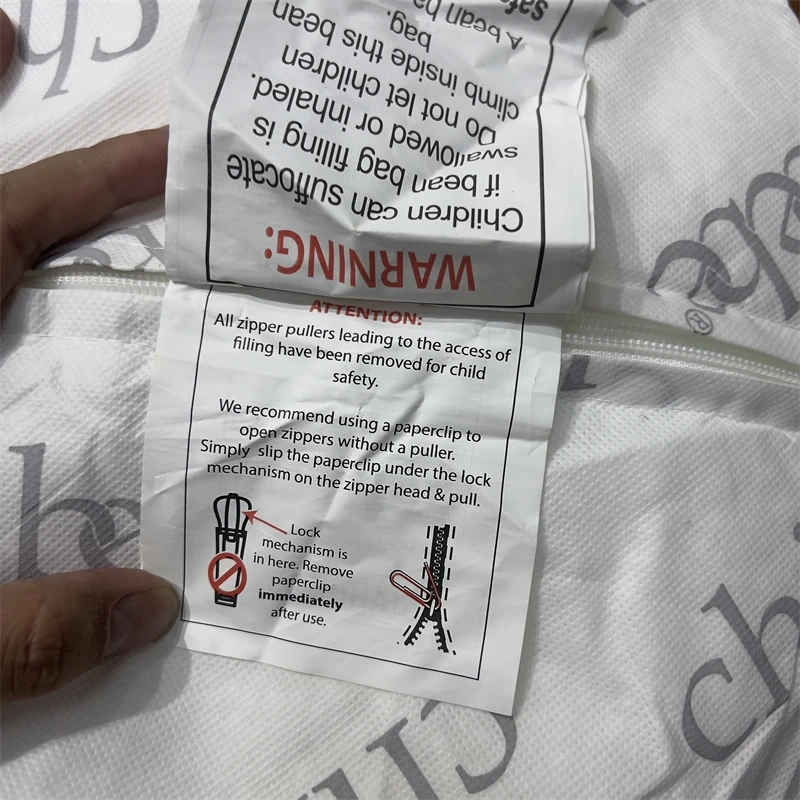 WARNING:
Children can suffocate
if bean bag filling is
swallowed or inhaled.
Do not let children
climb inside this bean
bag.
A bean
safe
ATTENTION:
All zipper pullers leading to the access of
filling have been removed for child
safety.
We recommend using a paperclip to
open zippers without a puller.
Simply slip the paperclip under the lock
mechanism on the zipper head & pull.
Lock
mechanism is
in here. Remove
paperclip
immediately
after use.
®